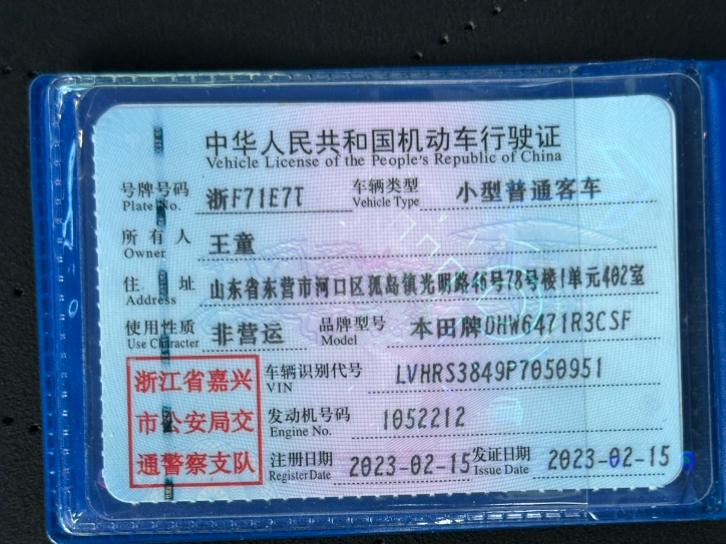 中华人民共和国机动车行驶证
Vehicle License of the People's Republic of China
号牌号码 浙F71E7T 车辆类型 小型普通客车
Plate No. Vehicle Type
所有人 王童
Owner
住址 山东省东营市河口区孤岛镇光明路46号78号楼1单元402室
Address
使用性质 非营运 品牌型号 本田牌DHW6471R3CSF
Use Character Model
浙江省嘉兴
市公安局交
通警察支队
车辆识别代号 LVHRS3849P7050951
VIN
发动机号码 1052212
Engine No.
注册日期 2023-02-15 发证日期 2023-02-15
Register Date Issue Date